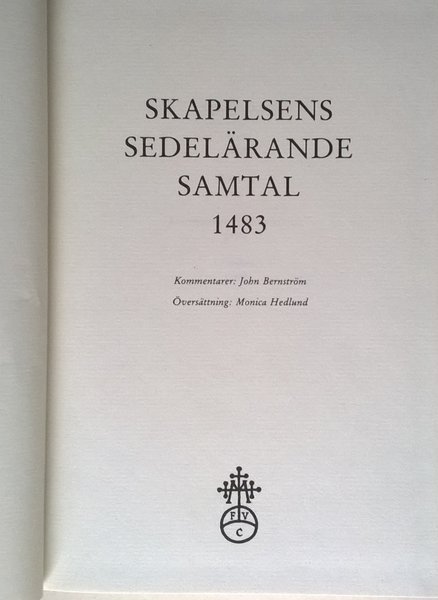 SKAPELSENS
SEDELÄRANDE
SAMTAL
1483
Kommentarer: John Bernström
Översättning: Monica Hedlund
F V
C